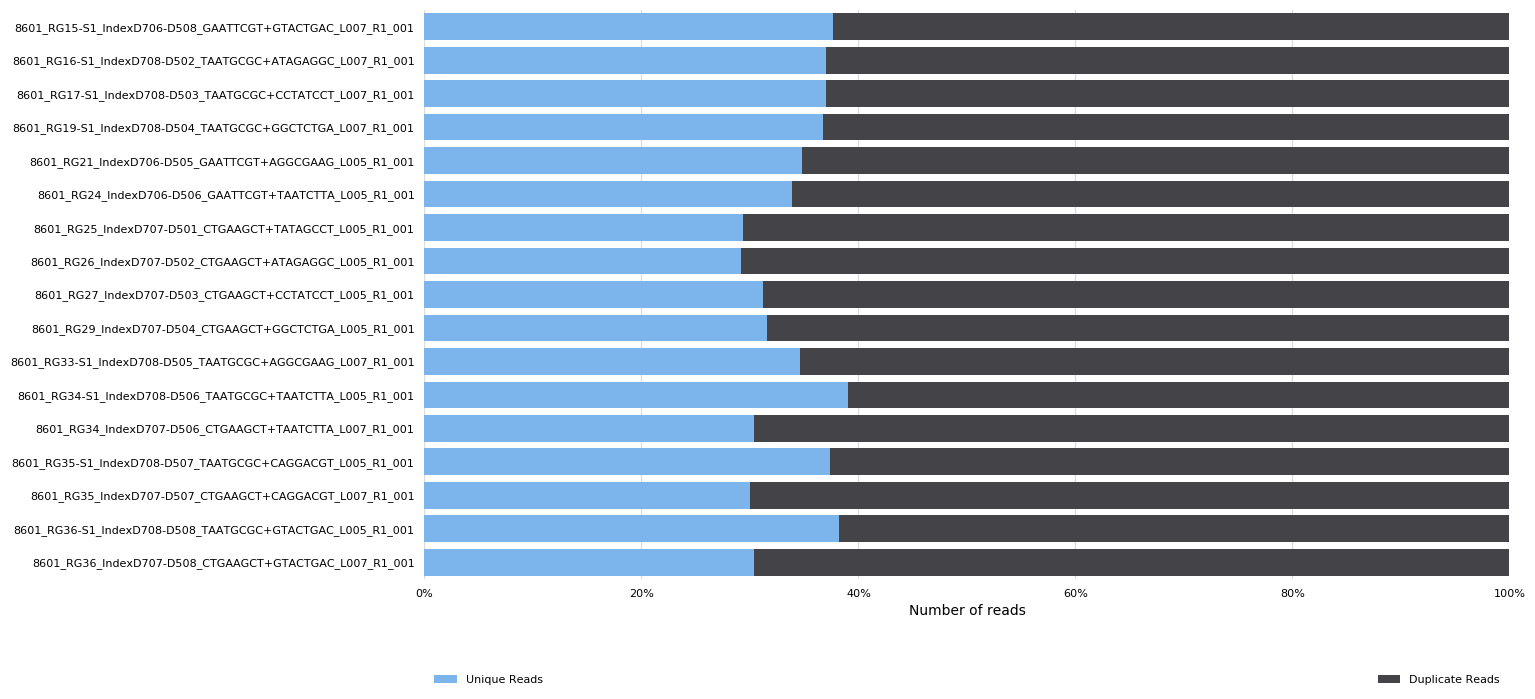 8601_RG15-S1_IndexD706-D508_GAATTCGT+GTACTGAC_L007_R1_001
8601_RG16-S1_IndexD708-D502_TAATGCGC+ATAGAGGC_L007_R1_001
8601_RG17-S1_IndexD708-D503_TAATGCGC+CCTATCCT_L007_R1_001
8601_RG19-S1_IndexD708-D504_TAATGCGC+GGCTCTGA_L007_R1_001
8601_RG21_IndexD706-D505_GAATTCGT+AGGCGAAG_L005_R1_001
8601_RG24_IndexD706-D506_GAATTCGT+TAATCTTA_L005_R1_001
8601_RG25_IndexD707-D501_CTGAAGCT+TATAGCCT_L005_R1_001
8601_RG26_IndexD707-D502_CTGAAGCT+ATAGAGGC_L005_R1_001
8601_RG27_IndexD707-D503_CTGAAGCT+CCTATCCT_L005_R1_001
8601_RG29_IndexD707-D504_CTGAAGCT+GGCTCTGA_L005_R1_001
8601_RG33-S1_IndexD708-D505_TAATGCGC+AGGCGAAG_L007_R1_001
8601_RG34-S1_IndexD708-D506_TAATGCGC+TAATCTTA_L005_R1_001
8601_RG34_IndexD707-D506_CTGAAGCT+TAATCTTA_L007_R1_001
8601_RG35-S1_IndexD708-D507_TAATGCGC+CAGGACGT_L005_R1_001
8601_RG35_IndexD707-D507_CTGAAGCT+CAGGACGT_L007_R1_001
8601_RG36-S1_IndexD708-D508_TAATGCGC+GTACTGAC_L005_R1_001
8601_RG36_IndexD707-D508_CTGAAGCT+GTACTGAC_L007_R1_001
0% 20% 40% 60% 80% 100%
Number of reads
Unique Reads Duplicate Reads